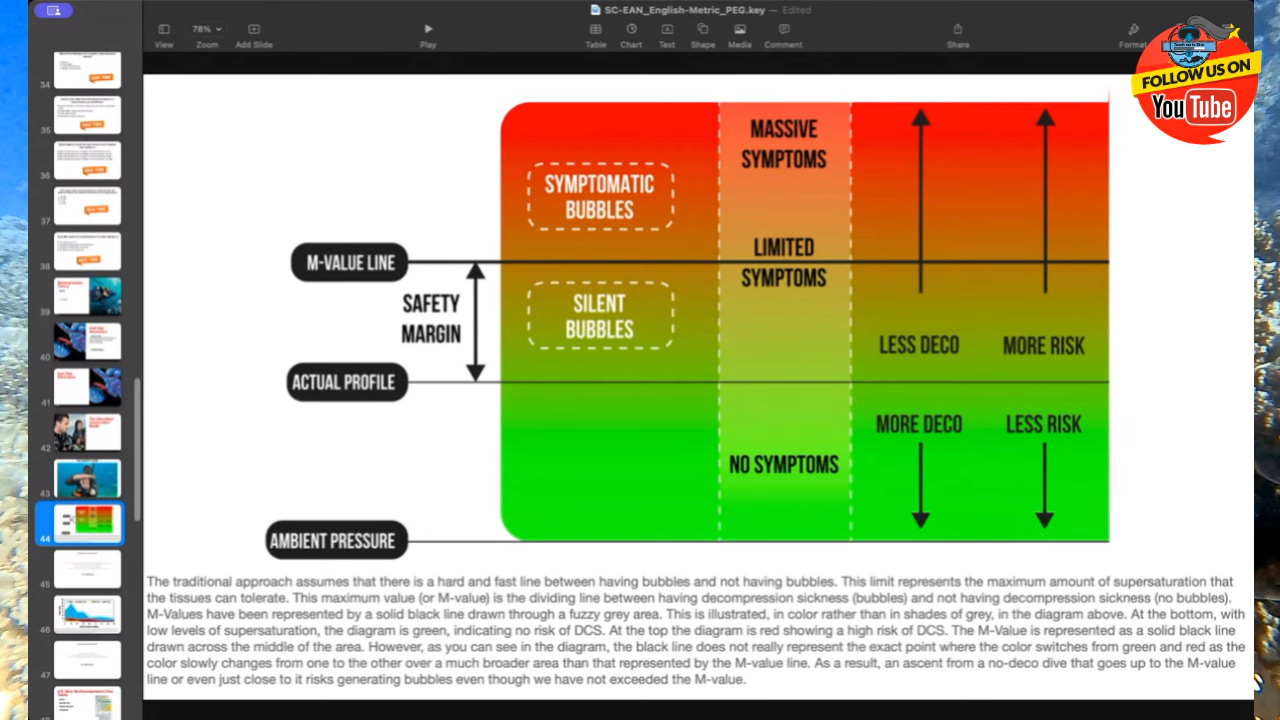 SC-EAN_English-Metric_PEG.key — Edited
View
78%
Zoom
Add Slide
Play
Table
Chart
Text
Shape
Media
Comment
Share
Format
FOLLOW US ON
YouTube
34
35
36
37
38
39
40
41
42
43
44
45
46
47
MASSIVE
SYMPTOMS
SYMPTOMATIC
BUBBLES
LIMITED
SYMPTOMS
M-VALUE LINE
SAFETY
MARGIN
SILENT
BUBBLES
LESS DECO
MORE RISK
ACTUAL PROFILE
MORE DECO
LESS RISK
NO SYMPTOMS
AMBIENT PRESSURE
The traditional approach assumes that there is a hard and fast line between having bubbles and not having bubbles. This limit represents the maximum amount of supersaturation that
the tissues can tolerate. This maximum value (or M-value) is the dividing line between having decompression sickness (bubbles) and not having decompression sickness (no bubbles).
M-Values have been represented by a solid black line drawn through a fuzzy grey area. This is illustrated, in color rather than in shades of grey, in the diagram above. At the bottom, with
low levels of supersaturation, the diagram is green, indicating no risk of DCS. At the top the diagram is red showing a high risk of DCS. The M-Value is represented as a solid black line
drawn across the middle of the area. However, as you can see in the diagram, the black line does not really represent the exact point where the color switches from green and red as the
color slowly changes from one to the other over a much broader area than that represented by the M-value line. As a result, an ascent from a no-deco dive that goes up to the M-value
line or even just close to it risks generating bubbles even though we have not exceeded the M-value.